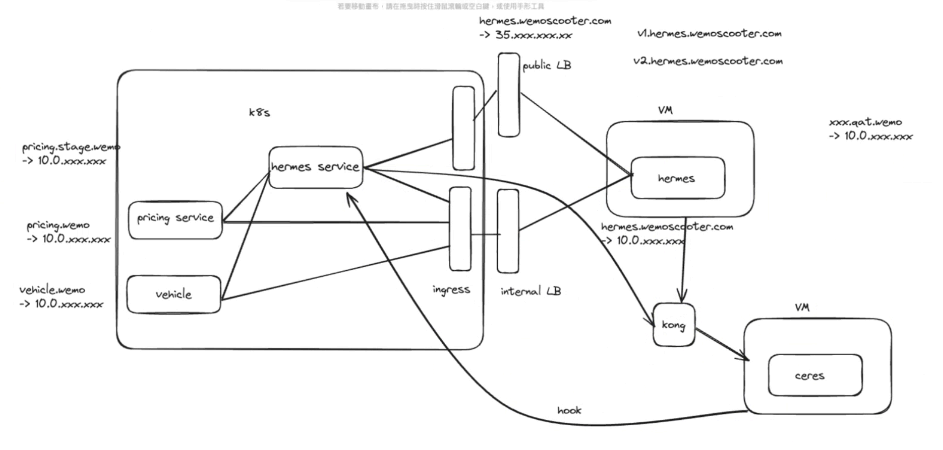 若要移動畫布，請在拖曳時按住滑鼠滾輪或空白鍵，或使用手形工具
hermes.wemoscooter.com
-> 35.xxx.xxx.xx
v1.hermes.wemoscooter.com
public LB
v2.hermes.wemoscooter.com
k8s
VM
xxx.qat.wemo
-> 10.0.xxx.xxx
pricing.stage.wemo
-> 10.0.xxx.xxx
hermes service
hermes
pricing service
pricing.wemo
-> 10.0.xxx.xxx
hermes.wemoscooter.com
-> 10.0.xxx.xxx
vehicle.wemo
-> 10.0.xxx.xxx
vehicle
ingress
internal LB
kong
VM
ceres
hook